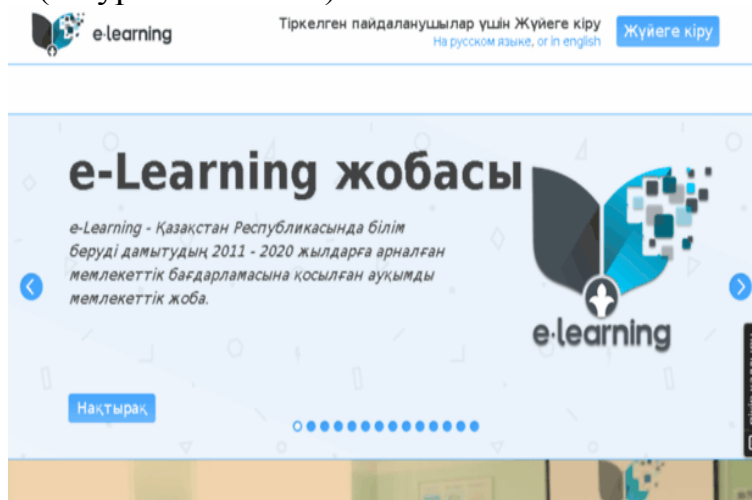 e-learning
Тіркелген пайдаланушылар үшін Жүйеге кіру
На русском языке, or in english
Жүйеге кіру
e-Learning жобасы
e-Learning - Қазақстан Республикасында білім
беруді дамытудың 2011 - 2020 жылдарға арналған
мемлекеттік бағдарламасына қосылған ауқымды
мемлекеттік жоба.
e·learning
Нақтырақ